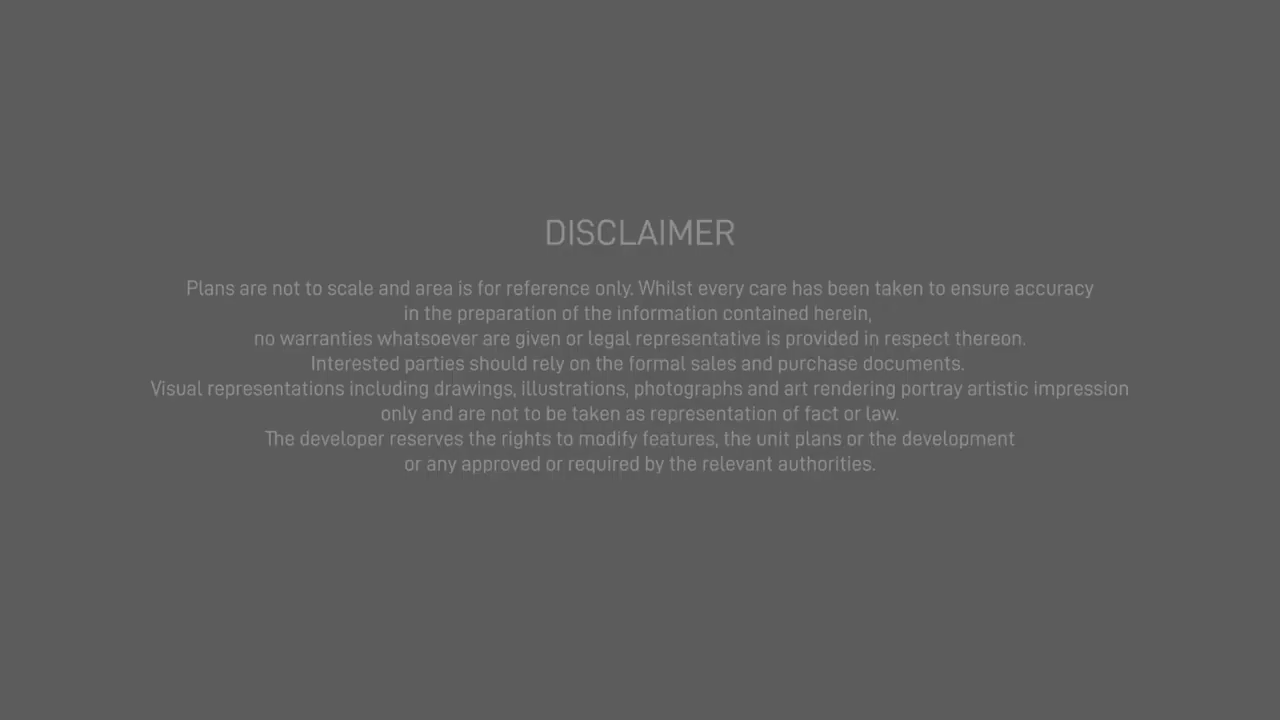 DISCLAIMER
Plans are not to scale and area is for reference only. Whilst every care has been taken to ensure accuracy
in the preparation of the information contained herein,
no warranties whatsoever are given or legal representative is provided in respect thereon.
Interested parties should rely on the formal sales and purchase documents.
Visual representations including drawings, illustrations, photographs and art rendering portray artistic impression
only and are not to be taken as representation of fact or law.
The developer reserves the rights to modify features, the unit plans or the development
or any approved or required by the relevant authorities.